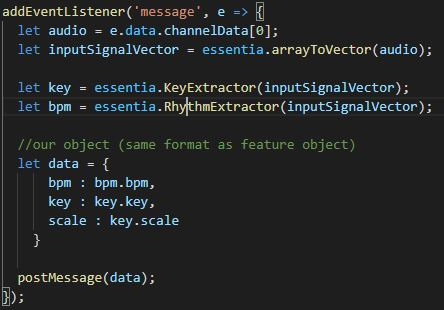 addEventListener('message', e => {
let audio = e.data.channelData[0];
let inputSignalVector = essentia.arrayToVector(audio);
let key = essentia.KeyExtractor(inputSignalVector);
let bpm = essentia.RhythmExtractor(inputSignalVector);
//our object (same format as feature object)
let data = {
bpm : bpm.bpm,
key : key.key,
scale : key.scale
}
postMessage(data);
});